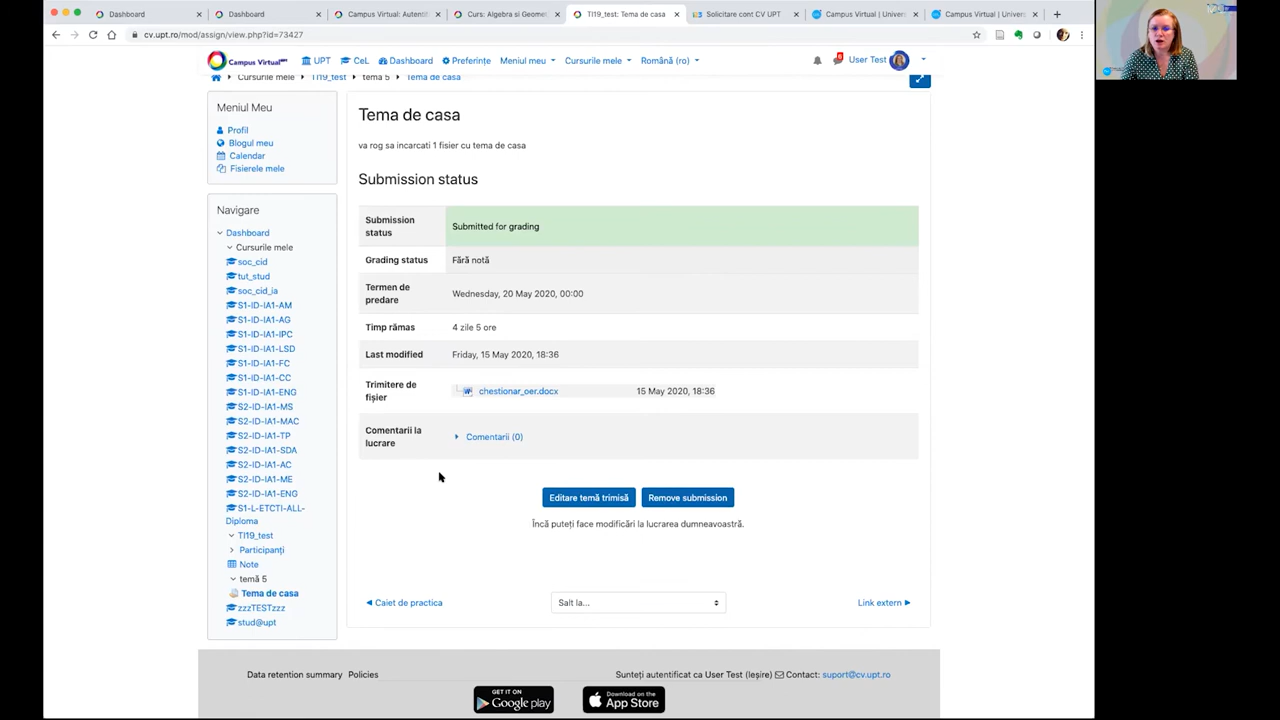 Dashboard
Dashboard
Campus Virtual: Autentifi
Curs: Algebra si Geomet
TI19_test: Tema de casa
Solicitare cont CV UPT
Campus Virtual | Univers
Campus Virtual | Univers
cv.upt.ro/mod/assign/view.php?id=73427
Campus Virtual UPT CeL Dashboard Preferințe Meniul meu Cursurile mele Română (ro) User Test
Cursurile mele TI19_test temă 5 Tema de casa
Meniul Meu
Profil
Blogul meu
Calendar
Fisierele mele
Navigare
Dashboard
Cursurile mele
soc_cid
tut_stud
soc_cid_ia
S1-ID-IA1-AM
S1-ID-IA1-AG
S1-ID-IA1-IPC
S1-ID-IA1-LSD
S1-ID-IA1-FC
S1-ID-IA1-CC
S1-ID-IA1-ENG
S2-ID-IA1-MS
S2-ID-IA1-MAC
S2-ID-IA1-TP
S2-ID-IA1-SDA
S2-ID-IA1-AC
S2-ID-IA1-ME
S2-ID-IA1-ENG
S1-L-ETCTI-ALL-
Diploma
TI19_test
Participanți
Note
temă 5
Tema de casa
zzzTESTzzz
stud@upt
Tema de casa
va rog sa incarcati 1 fisier cu tema de casa
Submission status
Submission
status
Submitted for grading
Grading status
Fără notă
Termen de
predare
Wednesday, 20 May 2020, 00:00
Timp rămas
4 zile 5 ore
Last modified
Friday, 15 May 2020, 18:36
Trimitere de
fișier
chestionar_oer.docx 15 May 2020, 18:36
Comentarii la
lucrare
Comentarii (0)
Editare temă trimisă Remove submission
Încă puteți face modificări la lucrarea dumneavoastră.
◄ Caiet de practica Salt la... Link extern ►
Data retention summary Policies
Sunteți autentificat ca User Test (Ieșire) Contact: suport@cv.upt.ro
GET IT ON
Google play
Download on the
App Store